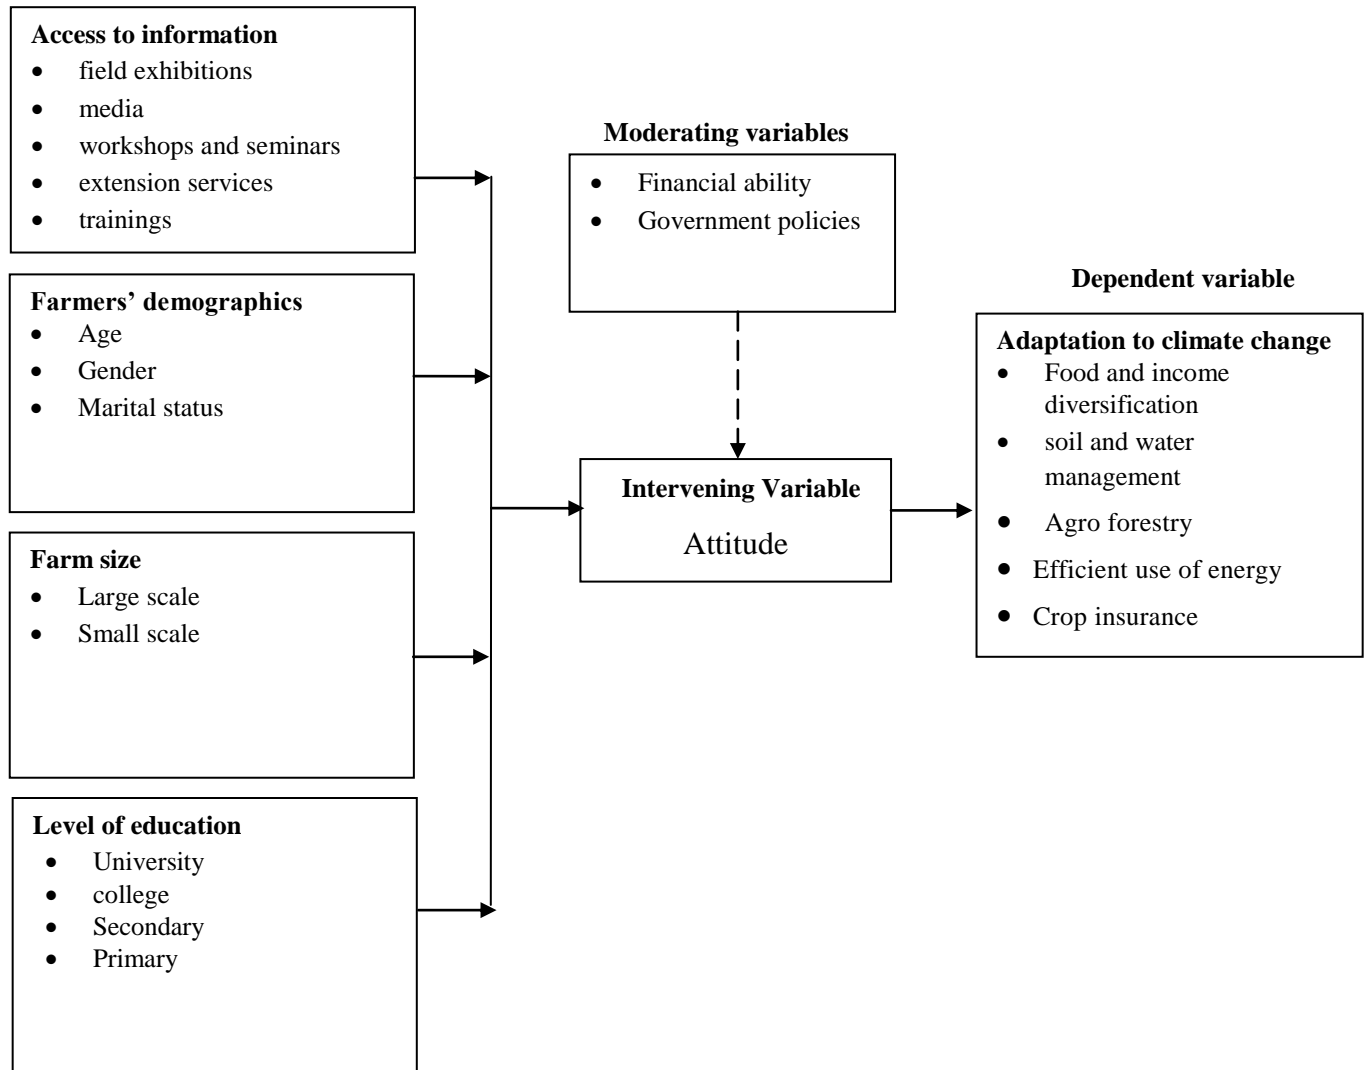 Access to information
• field exhibitions
• media
• workshops and seminars
• extension services
• trainings
Farmers’ demographics
• Age
• Gender
• Marital status
Farm size
• Large scale
• Small scale
Level of education
• University
• college
• Secondary
• Primary
Moderating variables
• Financial ability
• Government policies
Intervening Variable
Attitude
Dependent variable
Adaptation to climate change
• Food and income
diversification
• soil and water
management
• Agro forestry
• Efficient use of energy
• Crop insurance